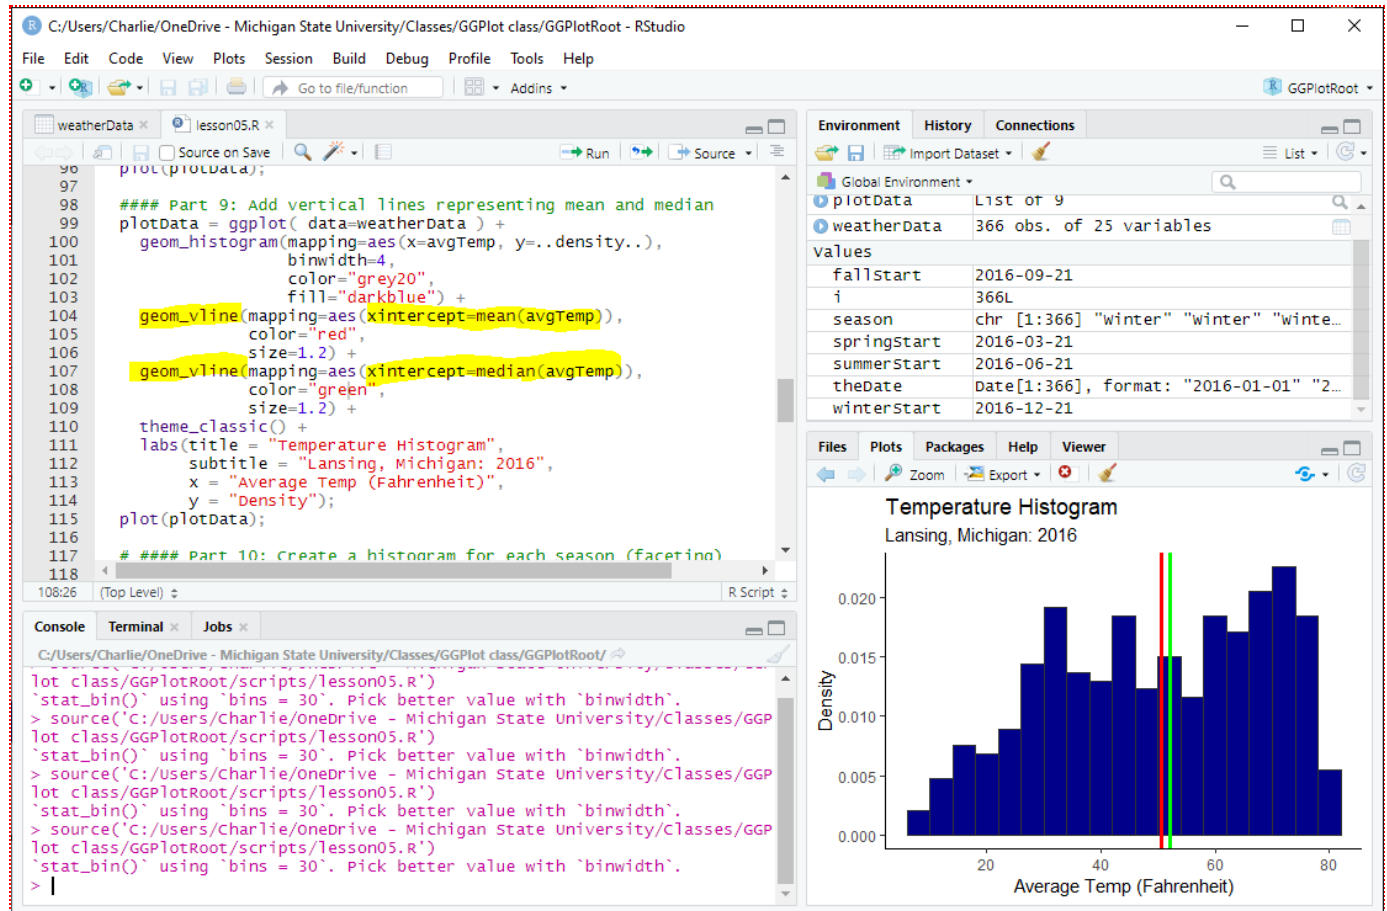 C:/Users/Charlie/OneDrive - Michigan State University/Classes/GGPlot class/GGPlotRoot - RStudio
File Edit Code View Plots Session Build Debug Profile Tools Help
Go to file/function Addins GGPlotRoot
weatherData lesson05.R
Source on Save Run Source
96 plot(plotData);
97
98 #### Part 9: Add vertical lines representing mean and median
99 plotData = ggplot( data=weatherData ) +
100 geom_histogram(mapping=aes(x=avgTemp, y=..density..),
101 binwidth=4,
102 color="grey20",
103 fill="darkblue") +
104 geom_vline(mapping=aes(xintercept=mean(avgTemp)),
105 color="red",
106 size=1.2) +
107 geom_vline(mapping=aes(xintercept=median(avgTemp)),
108 color="green",
109 size=1.2) +
110 theme_classic() +
111 labs(title = "Temperature Histogram",
112 subtitle = "Lansing, Michigan: 2016",
113 x = "Average Temp (Fahrenheit)",
114 y = "Density");
115 plot(plotData);
116
117 # #### Part 10: Create a histogram for each season (faceting)
118
108:26 (Top Level) R Script
Console Terminal Jobs
C:/Users/Charlie/OneDrive - Michigan State University/Classes/GGPlot class/GGPlotRoot/
lot class/GGPlotRoot/scripts/lesson05.R')
`stat_bin()` using `bins = 30`. Pick better value with `binwidth`.
> source('C:/Users/Charlie/OneDrive - Michigan State University/Classes/GGP
lot class/GGPlotRoot/scripts/lesson05.R')
`stat_bin()` using `bins = 30`. Pick better value with `binwidth`.
> source('C:/Users/Charlie/OneDrive - Michigan State University/Classes/GGP
lot class/GGPlotRoot/scripts/lesson05.R')
`stat_bin()` using `bins = 30`. Pick better value with `binwidth`.
> source('C:/Users/Charlie/OneDrive - Michigan State University/Classes/GGP
lot class/GGPlotRoot/scripts/lesson05.R')
`stat_bin()` using `bins = 30`. Pick better value with `binwidth`.
>
Environment History Connections
Import Dataset List
Global Environment
plotData List of 9
weatherData 366 obs. of 25 variables
Values
fallStart 2016-09-21
i 366L
season chr [1:366] "Winter" "Winter" "Winte...
springStart 2016-03-21
summerStart 2016-06-21
theDate Date[1:366], format: "2016-01-01" "2...
winterStart 2016-12-21
Files Plots Packages Help Viewer
Zoom Export
Temperature Histogram
Lansing, Michigan: 2016
Density
0.020
0.015
0.010
0.005
0.000
20 40 60 80
Average Temp (Fahrenheit)